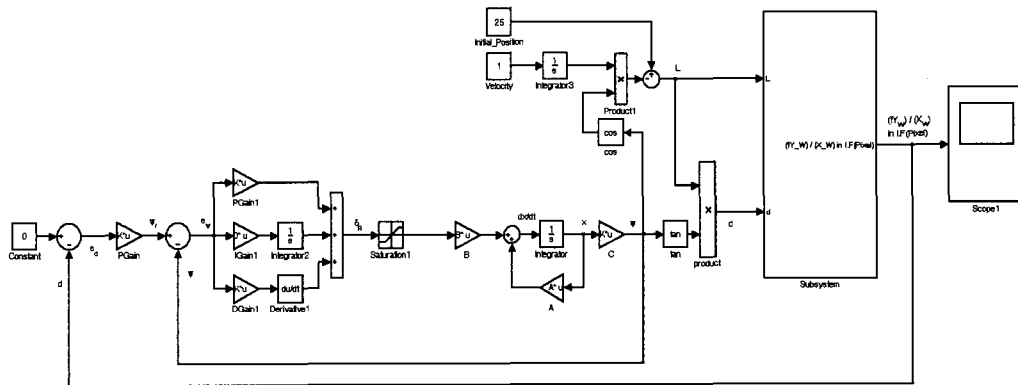 25
Initial_Position
1
Velocity
1
s
Integrator3
×
Product1
L
cos
cos
L
(fY_W) / (X_W) in I.F(Pixel)
d
Subsystem
(fY_W) / (X_W)
in I.F(Pixel)
Scope1
0
Constant
e_d
K*u
PGain
Ψ_r
e_Ψ
K*u
PGain1
IGain1
1
s
Integrator2
K*u
DGain1
du/dt
Derivative1
δ_R
Saturation1
B*u
B
dx/dt
1
s
Integrator
x
K*u
C
Ψ
A*u
A
tan
tan
×
product
d
d
Ψ